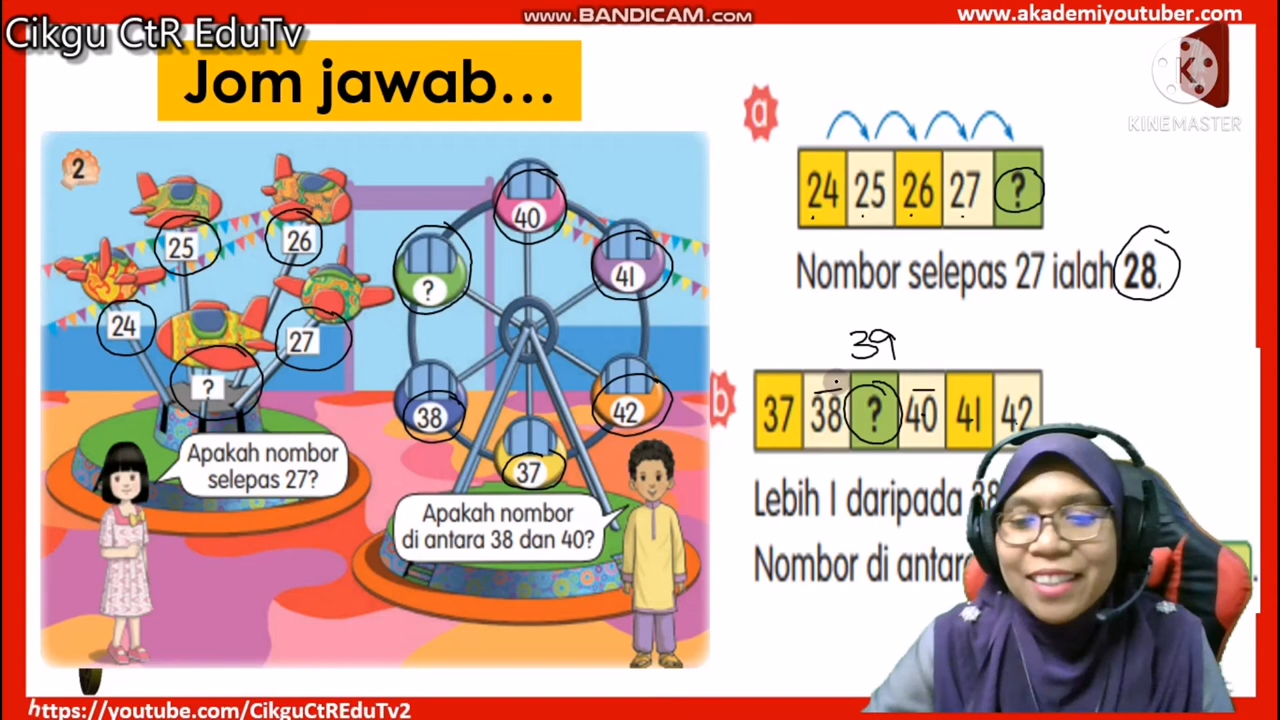 www.BANDICAM.com
www.akademiyoutuber.com
Cikgu CtR EduTv
KINEMASTER
Jom jawab...
2
25
26
24
27
?
40
?
41
38
42
37
Apakah nombor
selepas 27?
Apakah nombor
di antara 38 dan 40?
a
24 25 26 27 ?
Nombor selepas 27 ialah 28.
39
b
37 38 ? 40 41 42
Lebih 1 daripada 38
Nombor di antara
https://youtube.com/CikguCtREduTv2